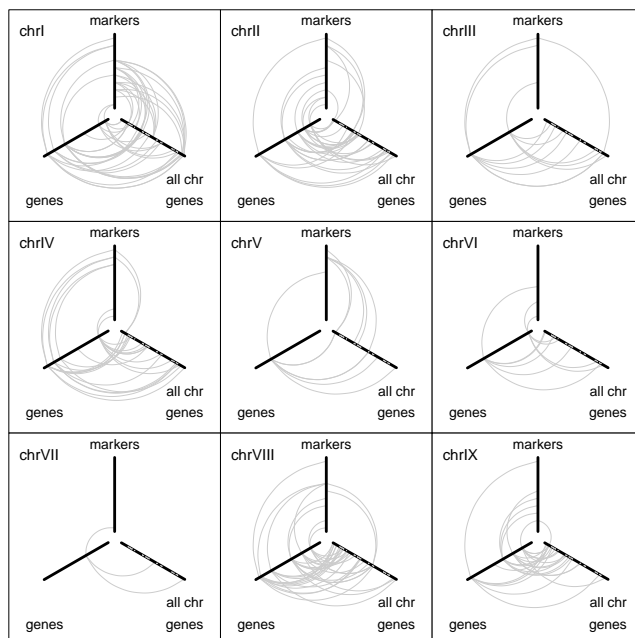 markers
chrI
all chr
genes
genes
markers
chrII
all chr
genes
genes
markers
chrIII
all chr
genes
genes
markers
chrIV
all chr
genes
genes
markers
chrV
all chr
genes
genes
markers
chrVI
all chr
genes
genes
markers
chrVII
all chr
genes
genes
markers
chrVIII
all chr
genes
genes
markers
chrIX
all chr
genes
genes